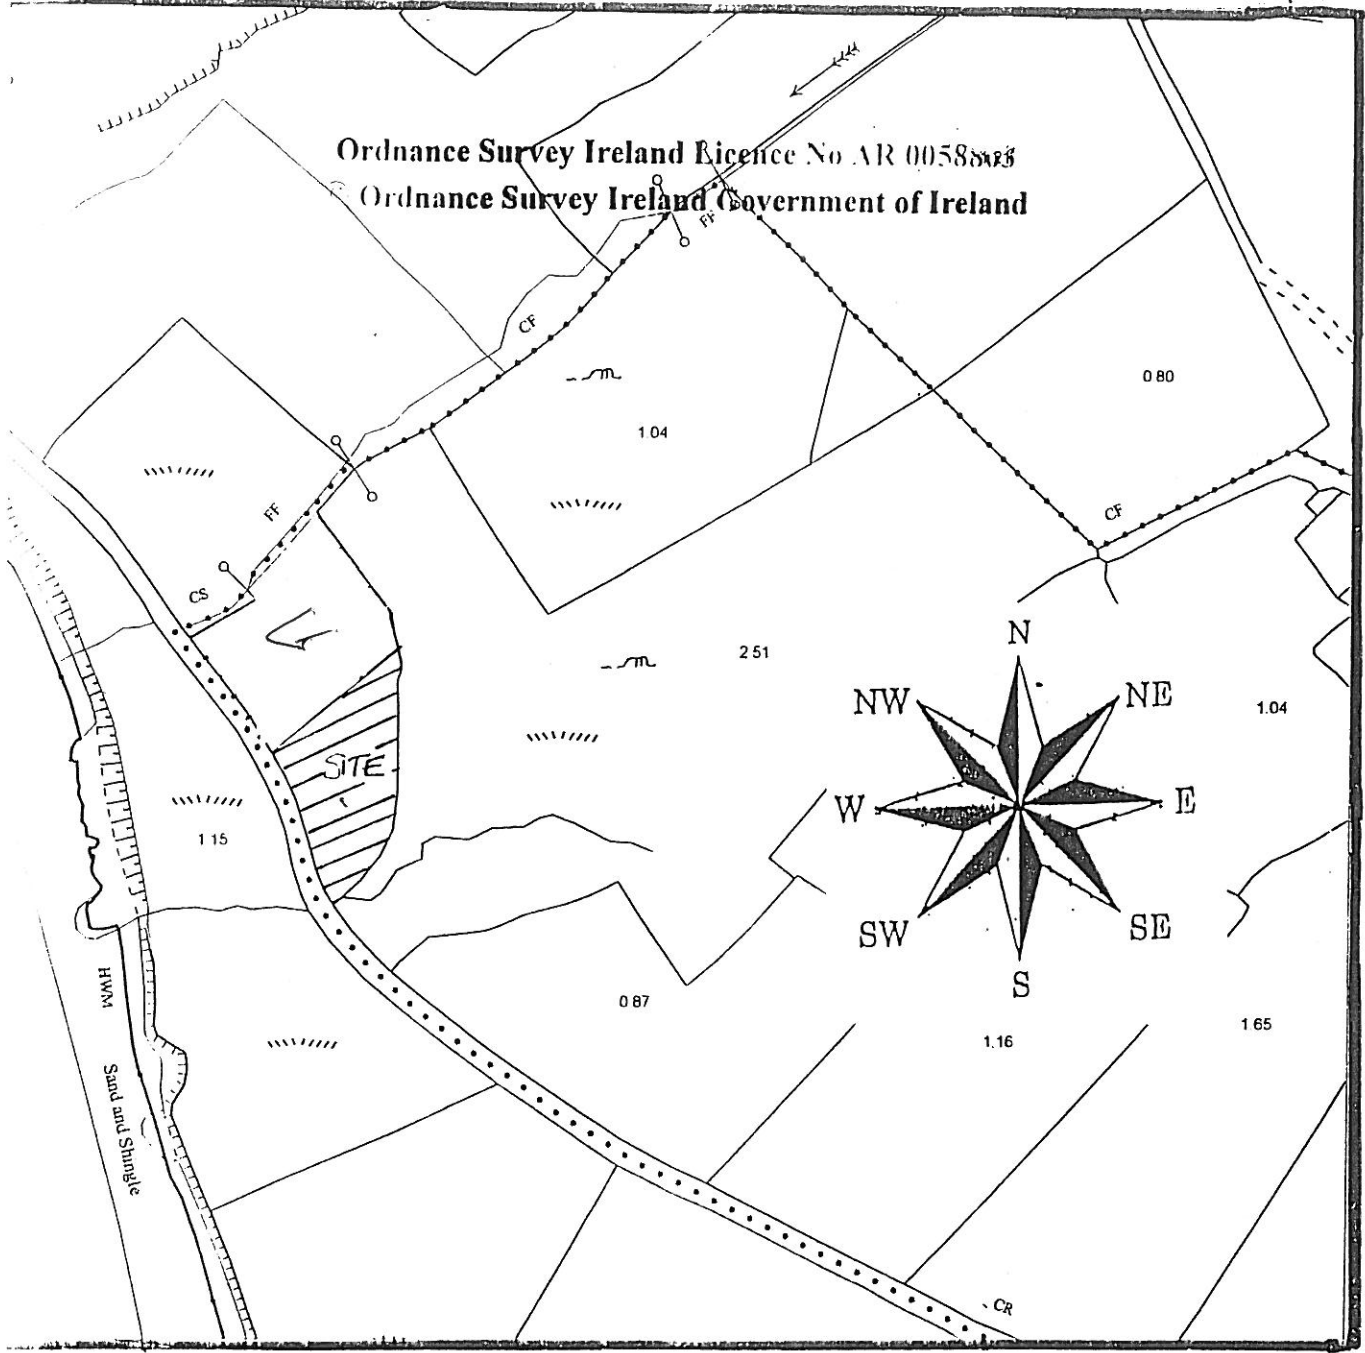 Ordnance Survey Ireland Licence No AR
© Ordnance Survey Ireland Government of Ireland
FF
CF
0 80
1.04
FF
CF
CS
N
2 51
NW
NE
1.04
SITE
W
E
1 15
SW
SE
S
HWM
0 87
1.16
1 65
Sand and Shingle
CR